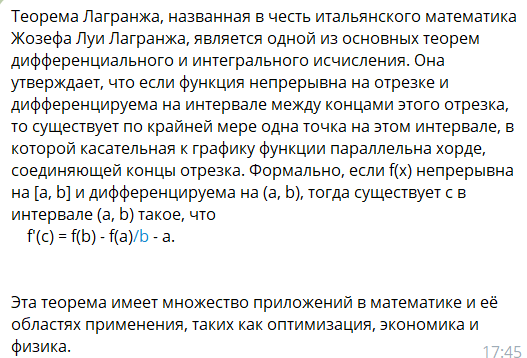 Теорема Лагранжа, названная в честь итальянского математика
Жозефа Луи Лагранжа, является одной из основных теорем
дифференциального и интегрального исчисления. Она
утверждает, что если функция непрерывна на отрезке и
дифференцируема на интервале между концами этого отрезка,
то существует по крайней мере одна точка на этом интервале, в
которой касательная к графику функции параллельна хорде,
соединяющей концы отрезка. Формально, если f(x) непрерывна
на [a, b] и дифференцируема на (a, b), тогда существует c в
интервале (a, b) такое, что
f'(c) = f(b) - f(a)/b - a.
Эта теорема имеет множество приложений в математике и её
областях применения, таких как оптимизация, экономика и
физика.
17:45